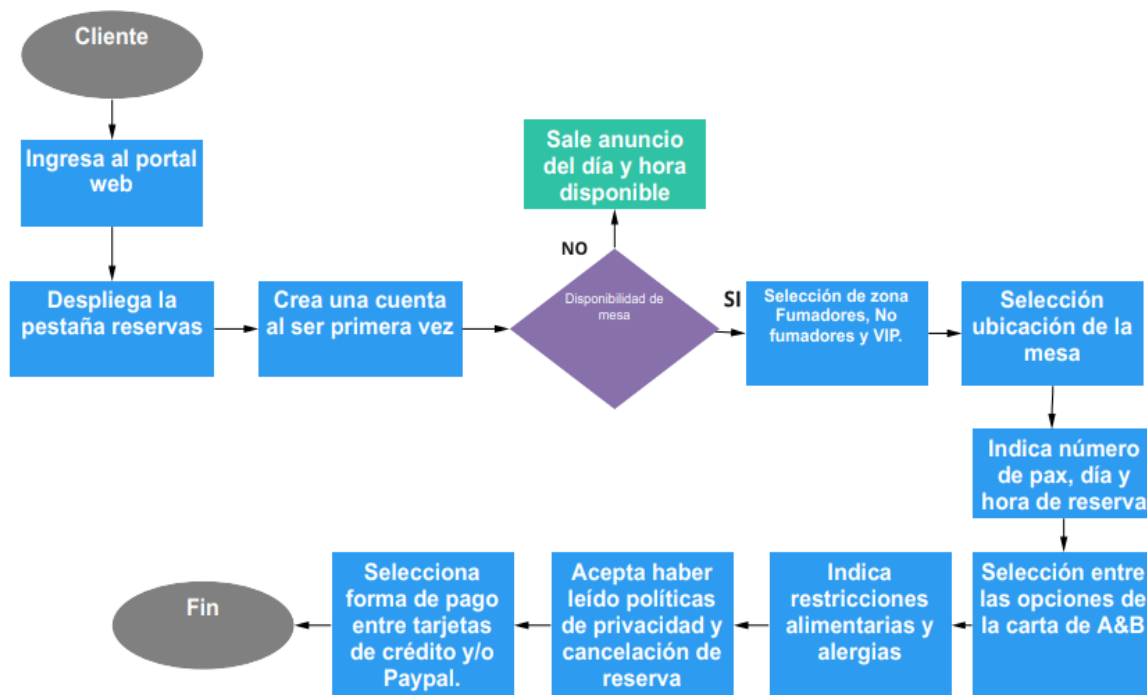 Cliente
Ingresa al portal
web
Despliega la
pestaña reservas
Crea una cuenta
al ser primera vez
Disponibilidad de
mesa
NO
Sale anuncio
del día y hora
disponible
SI
Selección de zona
Fumadores, No
fumadores y VIP.
Selección
ubicación de la
mesa
Indica número
de pax, día y
hora de reserva
Selección entre
las opciones de
la carta de A&B
Indica
restricciones
alimentarias y
alergias
Acepta haber
leído políticas
de privacidad y
cancelación de
reserva
Selecciona
forma de pago
entre tarjetas
de crédito y/o
Paypal.
Fin